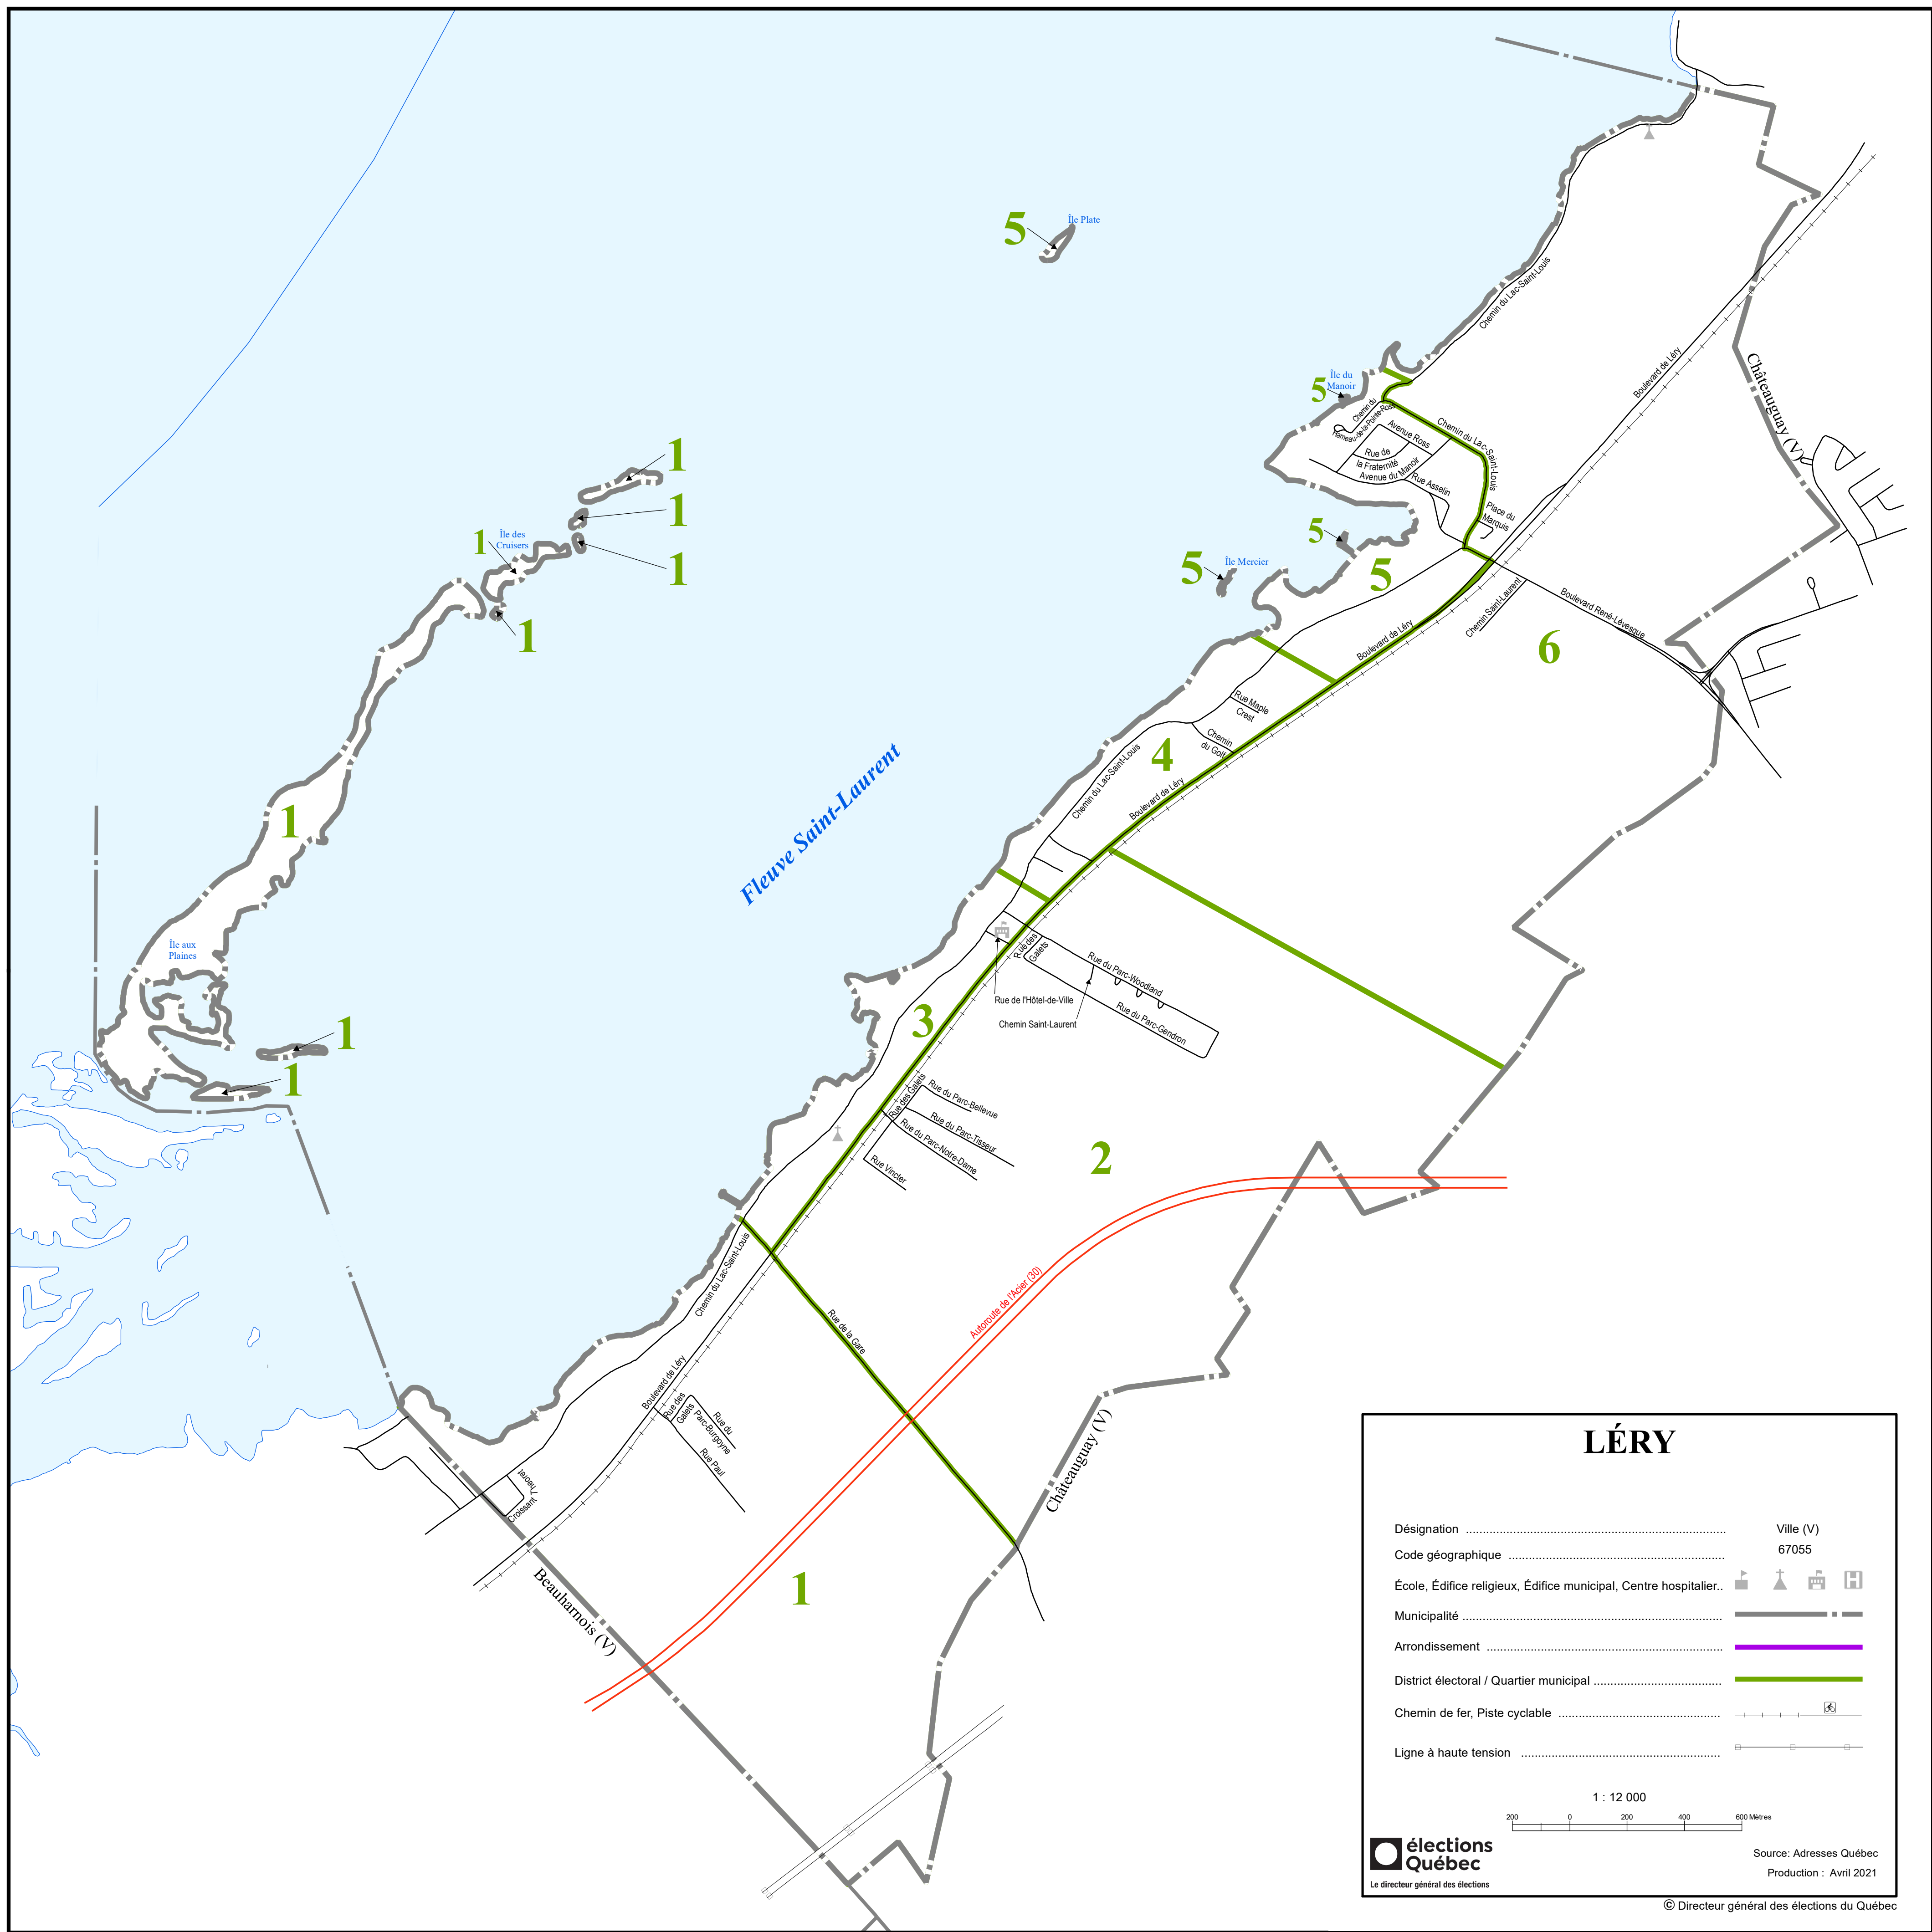 5
Île Plate
Chemin du Lac-Saint-Louis
Boulevard de Léry
Châteauguay (V)
5
Île du
Manoir
Chemin du
Hameau-de-la-Porte-Ross
Chemin du Lac-Saint-Louis
Avenue Ross
Rue de
la Fraternité
Avenue du Manoir
Rue Asselin
Place du
Marquis
1
1
1
Île des
Cruisers
1
1
5
5
Île Mercier
5
Chemin Saint-Laurent
Boulevard René-Lévesque
6
Boulevard de Léry
Rue Maple
Crest
Chemin
du Golf
4
Chemin du Lac-Saint-Louis
Boulevard de Léry
Fleuve Saint-Laurent
1
Île aux
Plaines
1
1
Rue des
Galets
Rue du Parc-Woodland
Rue de l'Hôtel-de-Ville
Chemin Saint-Laurent
Rue du Parc-Gendron
3
Rue des Galets
Rue du Parc-Bellevue
Rue du Parc-Tisseur
Rue du Parc-Notre-Dame
Rue Vincter
2
Chemin du Lac-Saint-Louis
Rue de la Gare
Autoroute de l'Acier (30)
Boulevard de Léry
Rue des
Galets
Rue du
Parc-Burgoyne
Rue Paul
Croissant
Theoret
Châteauguay (V)
Beauharnois (V)
1
LÉRY
Désignation ........ Ville (V)
Code géographique ........ 67055
École, Édifice religieux, Édifice municipal, Centre hospitalier.. H
Municipalité ........
Arrondissement ........
District électoral / Quartier municipal ........
Chemin de fer, Piste cyclable ........
Ligne à haute tension ........
1 : 12 000
200 0 200 400 600 Mètres
élections
Québec
Le directeur général des élections
Source: Adresses Québec
Production : Avril 2021
© Directeur général des élections du Québec